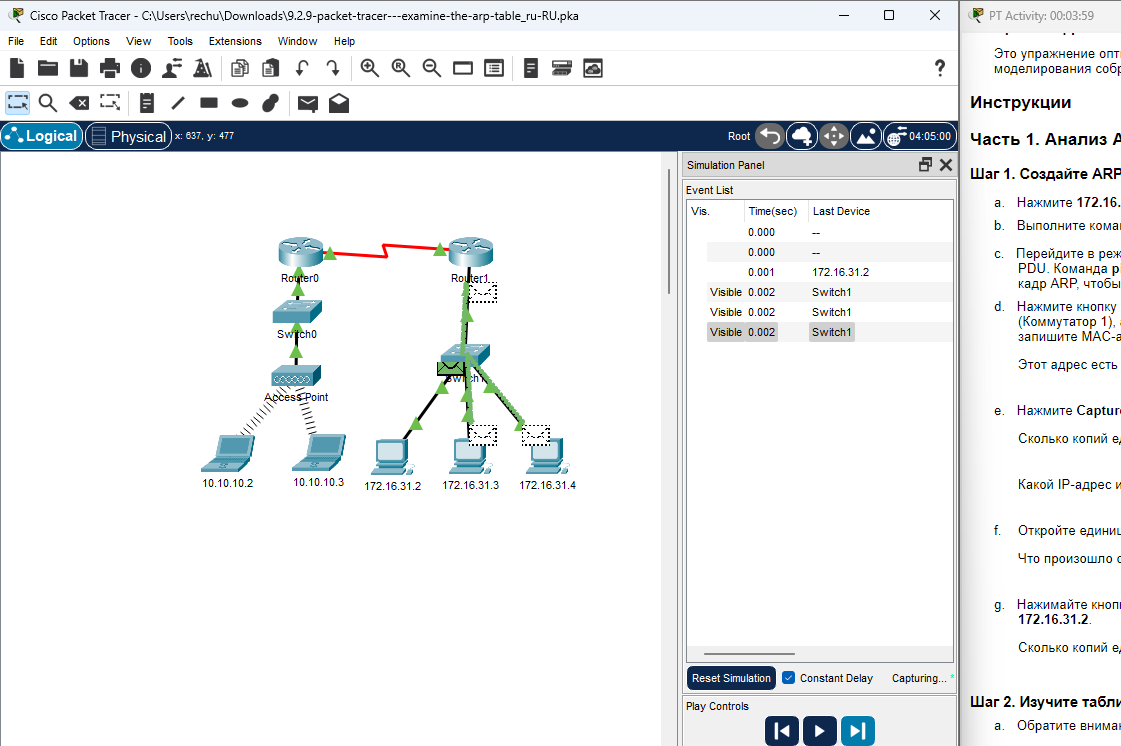 Cisco Packet Tracer - C:\Users\rechu\Downloads\9.2.9-packet-tracer---examine-the-arp-table_ru-RU.pka
File Edit Options View Tools Extensions Window Help
Logical Physical x: 637, y: 477
Root 04:05:00
Router0
Router1
Switch0
Switch1
Access Point
10.10.10.2
10.10.10.3
172.16.31.2
172.16.31.3
172.16.31.4
Simulation Panel
Event List
Vis. Time(sec) Last Device
0.000 --
0.000 --
0.001 172.16.31.2
Visible 0.002 Switch1
Visible 0.002 Switch1
Visible 0.002 Switch1
Reset Simulation Constant Delay Capturing... *
Play Controls
PT Activity: 00:03:59
Это упражнение опт
моделирования собр
Инструкции
Часть 1. Анализ A
Шаг 1. Создайте ARP
a. Нажмите 172.16.
b. Выполните кома
c. Перейдите в реж
PDU. Команда p
кадр ARP, чтобы
d. Нажмите кнопку
(Коммутатор 1), а
запишите MAC-а
Этот адрес есть
e. Нажмите Capture
Сколько копий ед
Какой IP-адрес и
f. Откройте единиц
Что произошло с
g. Нажимайте кноп
172.16.31.2.
Сколько копий ед
Шаг 2. Изучите табли
a. Обратите вниман